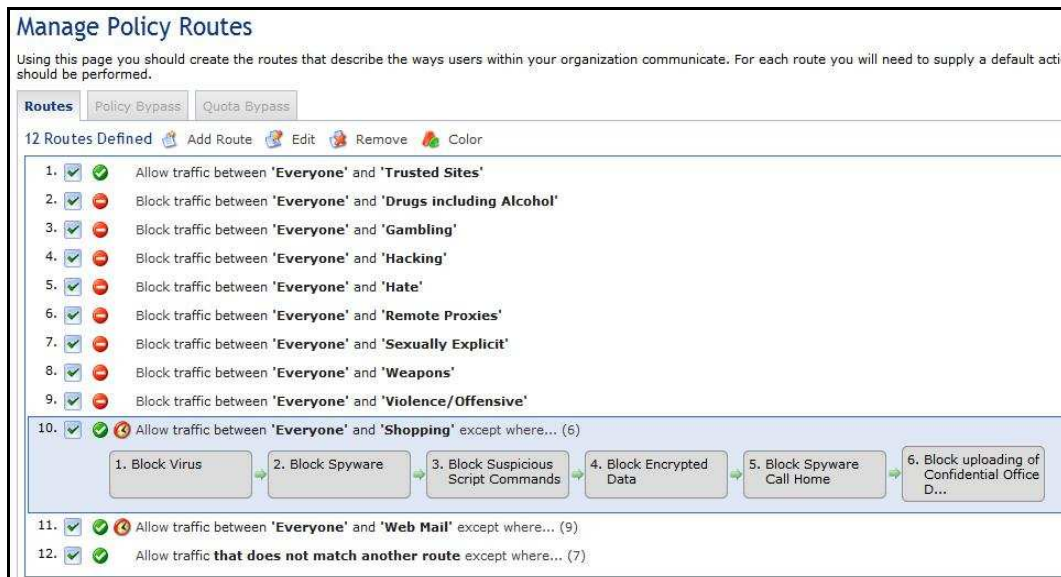 Manage Policy Routes
Using this page you should create the routes that describe the ways users within your organization communicate. For each route you will need to supply a default acti
should be performed.
Routes Policy Bypass Quota Bypass
12 Routes Defined Add Route Edit Remove Color
1. Allow traffic between 'Everyone' and 'Trusted Sites'
2. Block traffic between 'Everyone' and 'Drugs including Alcohol'
3. Block traffic between 'Everyone' and 'Gambling'
4. Block traffic between 'Everyone' and 'Hacking'
5. Block traffic between 'Everyone' and 'Hate'
6. Block traffic between 'Everyone' and 'Remote Proxies'
7. Block traffic between 'Everyone' and 'Sexually Explicit'
8. Block traffic between 'Everyone' and 'Weapons'
9. Block traffic between 'Everyone' and 'Violence/Offensive'
10. Allow traffic between 'Everyone' and 'Shopping' except where... (6)
1. Block Virus
2. Block Spyware
3. Block Suspicious
Script Commands
4. Block Encrypted
Data
5. Block Spyware
Call Home
6. Block uploading of
Confidential Office
D...
11. Allow traffic between 'Everyone' and 'Web Mail' except where... (9)
12. Allow traffic that does not match another route except where... (7)